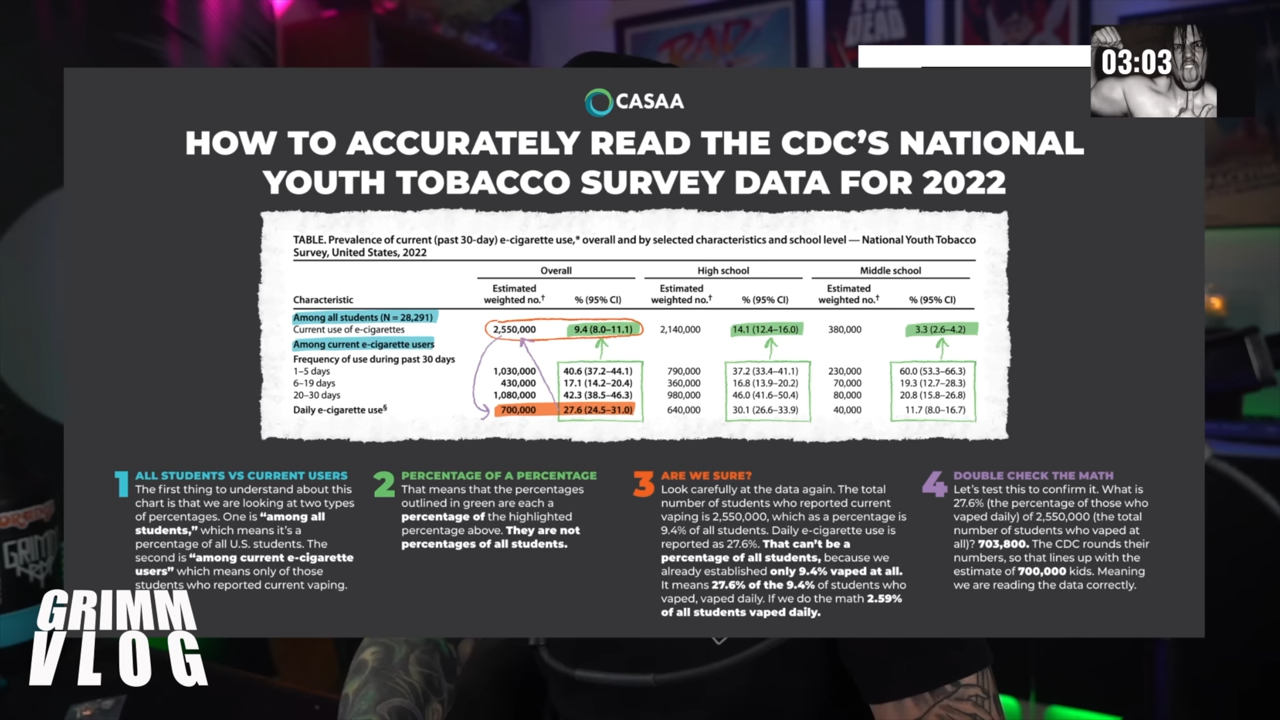 EVIL
DEAD
RAD
03:03
CASAA
HOW TO ACCURATELY READ THE CDC'S NATIONAL
YOUTH TOBACCO SURVEY DATA FOR 2022
TABLE. Prevalence of current (past 30-day) e-cigarette use,* overall and by selected characteristics and school level — National Youth Tobacco
Survey, United States, 2022
Overall High school Middle school
Estimated Estimated Estimated
Characteristic weighted no.† % (95% CI) weighted no.† % (95% CI) weighted no.† % (95% CI)
Among all students (N = 28,291)
Current use of e-cigarettes 2,550,000 9.4 (8.0–11.1) 2,140,000 14.1 (12.4–16.0) 380,000 3.3 (2.6–4.2)
Among current e-cigarette users
Frequency of use during past 30 days
1–5 days 1,030,000 40.6 (37.2–44.1) 790,000 37.2 (33.4–41.1) 230,000 60.0 (53.3–66.3)
6–19 days 430,000 17.1 (14.2–20.4) 360,000 16.8 (13.9–20.2) 70,000 19.3 (12.7–28.3)
20–30 days 1,080,000 42.3 (38.5–46.3) 980,000 46.0 (41.6–50.4) 80,000 20.8 (15.8–26.8)
Daily e-cigarette use§ 700,000 27.6 (24.5–31.0) 640,000 30.1 (26.6–33.9) 40,000 11.7 (8.0–16.7)
1 ALL STUDENTS VS CURRENT USERS
The first thing to understand about this
chart is that we are looking at two types
of percentages. One is "among all
students," which means it's a
percentage of all U.S. students. The
second is "among current e-cigarette
users" which means only of those
students who reported current vaping.
2 PERCENTAGE OF A PERCENTAGE
That means that the percentages
outlined in green are each a
percentage of the highlighted
percentage above. They are not
percentages of all students.
3 ARE WE SURE?
Look carefully at the data again. The total
number of students who reported current
vaping is 2,550,000, which as a percentage is
9.4% of all students. Daily e-cigarette use is
reported as 27.6%. That can't be a
percentage of all students, because we
already established only 9.4% vaped at all.
It means 27.6% of the 9.4% of students who
vaped, vaped daily. If we do the math 2.59%
of all students vaped daily.
4 DOUBLE CHECK THE MATH
Let's test this to confirm it. What is
27.6% (the percentage of those who
vaped daily) of 2,550,000 (the total
number of students who vaped at
all)? 703,800. The CDC rounds their
numbers, so that lines up with the
estimate of 700,000 kids. Meaning
we are reading the data correctly.
GRIMM
VLOG